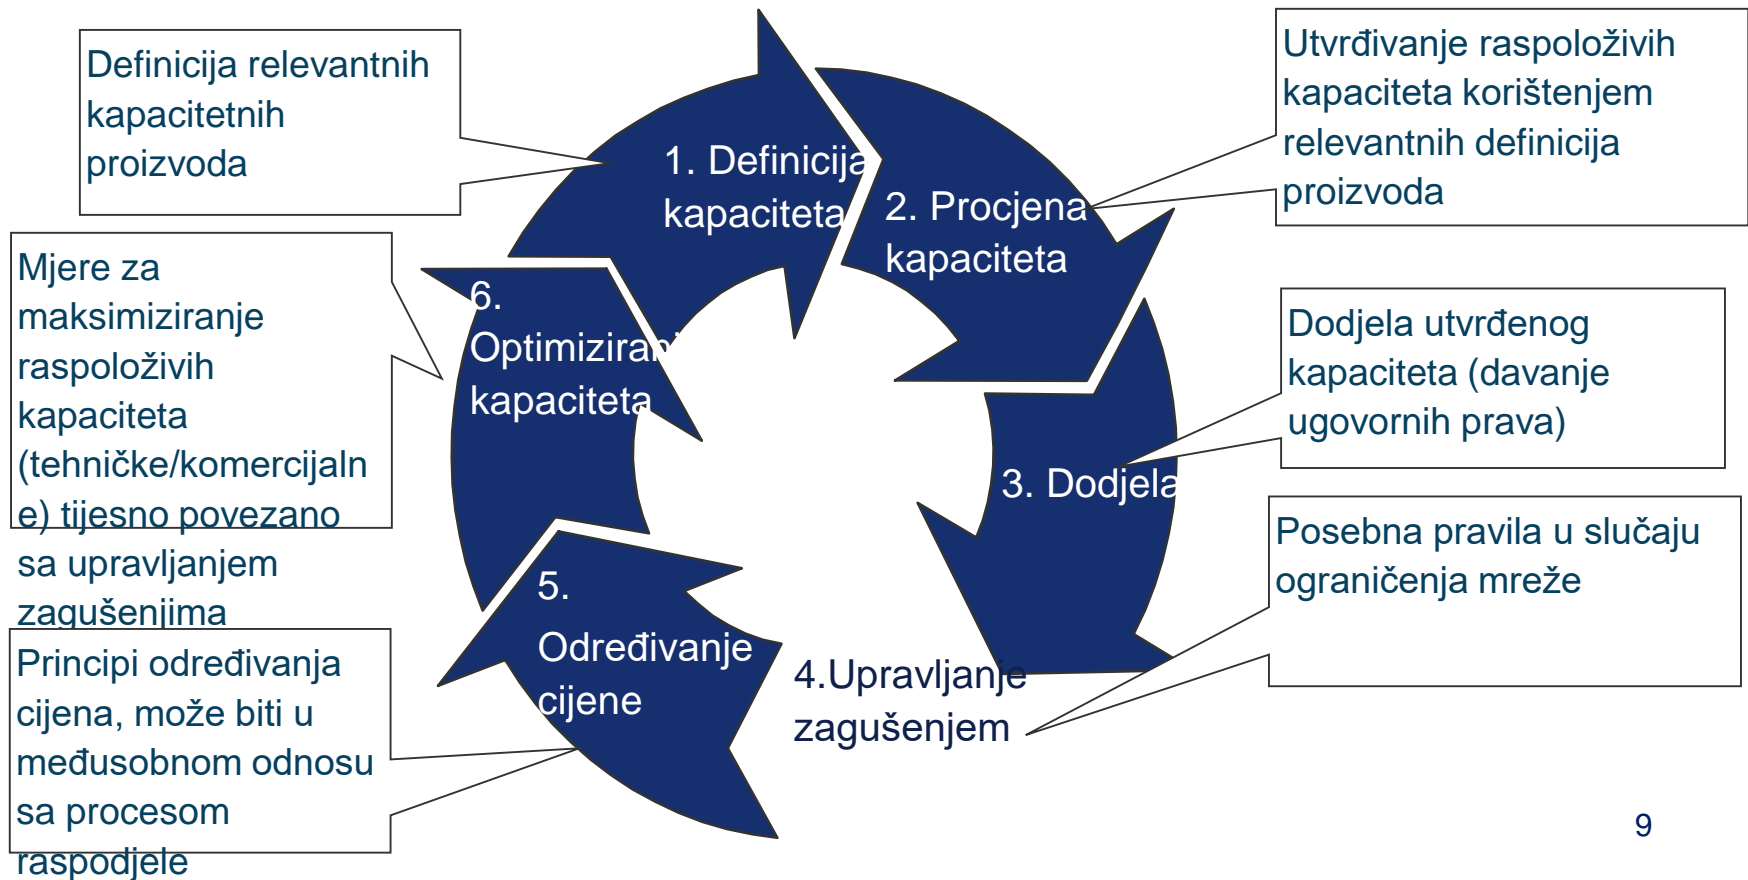 Definicija relevantnih
kapacitetnih
proizvoda
1. Definicija
kapaciteta
Utvrđivanje raspoloživih
kapaciteta korištenjem
relevantnih definicija
proizvoda
2. Procjena
kapaciteta
Dodjela utvrđenog
kapaciteta (davanje
ugovornih prava)
3. Dodjela
Posebna pravila u slučaju
ograničenja mreže
4.Upravljanje
zagušenjem
5.
Određivanje
cijene
Principi određivanja
cijena, može biti u
međusobnom odnosu
sa procesom
raspodjele
6.
Optimiziranj
kapaciteta
Mjere za
maksimiziranje
raspoloživih
kapaciteta
(tehničke/komercijaln
e) tijesno povezano
sa upravljanjem
zagušenjima
9